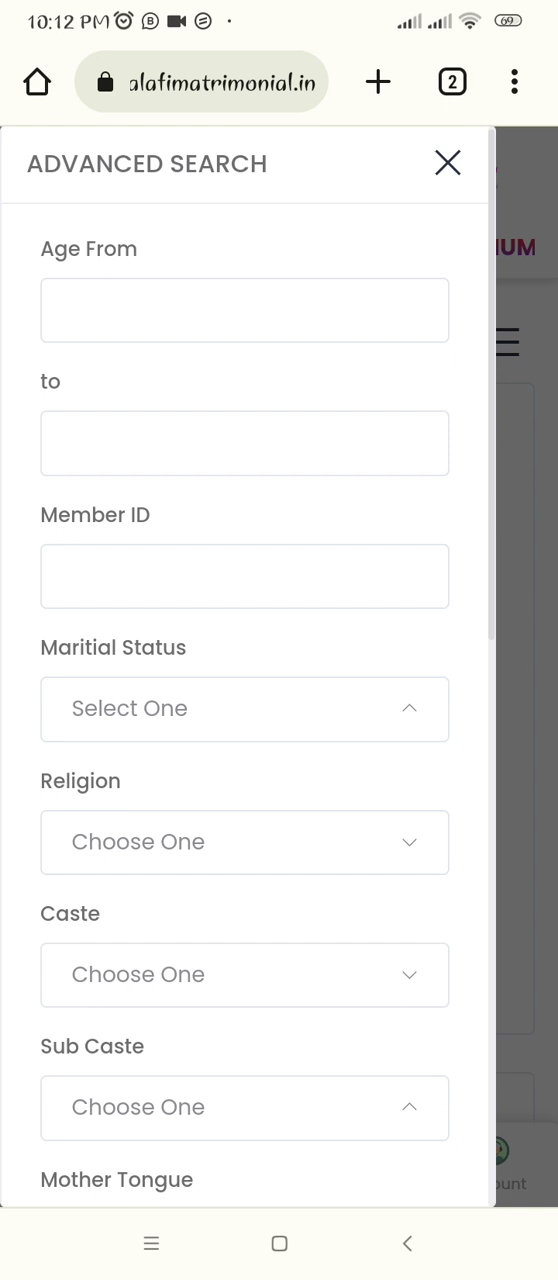 10:12 PM
69
alafimatrimonial.in
2
ADVANCED SEARCH
Age From
to
Member ID
Maritial Status
Select One
Religion
Choose One
Caste
Choose One
Sub Caste
Choose One
Mother Tongue